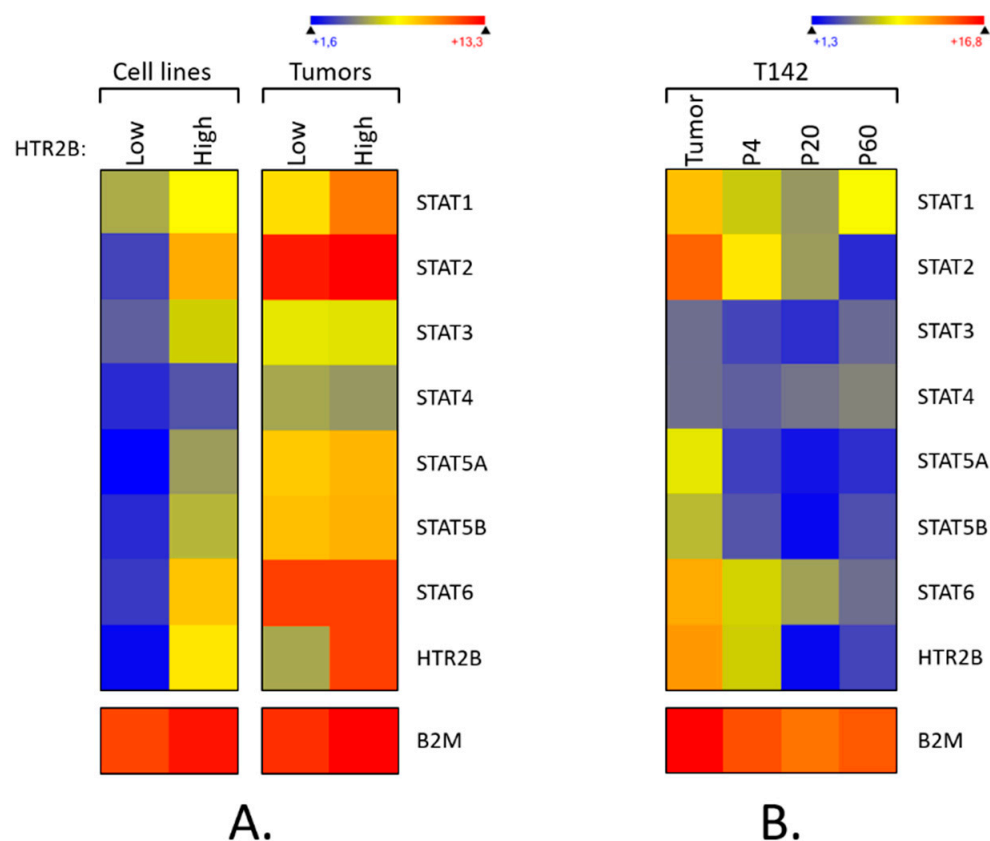 +1,6 +13,3
Cell lines Tumors
HTR2B: Low High Low High
STAT1
STAT2
STAT3
STAT4
STAT5A
STAT5B
STAT6
HTR2B
B2M
A.
+1,3 +16,8
T142
Tumor P4 P20 P60
STAT1
STAT2
STAT3
STAT4
STAT5A
STAT5B
STAT6
HTR2B
B2M
B.